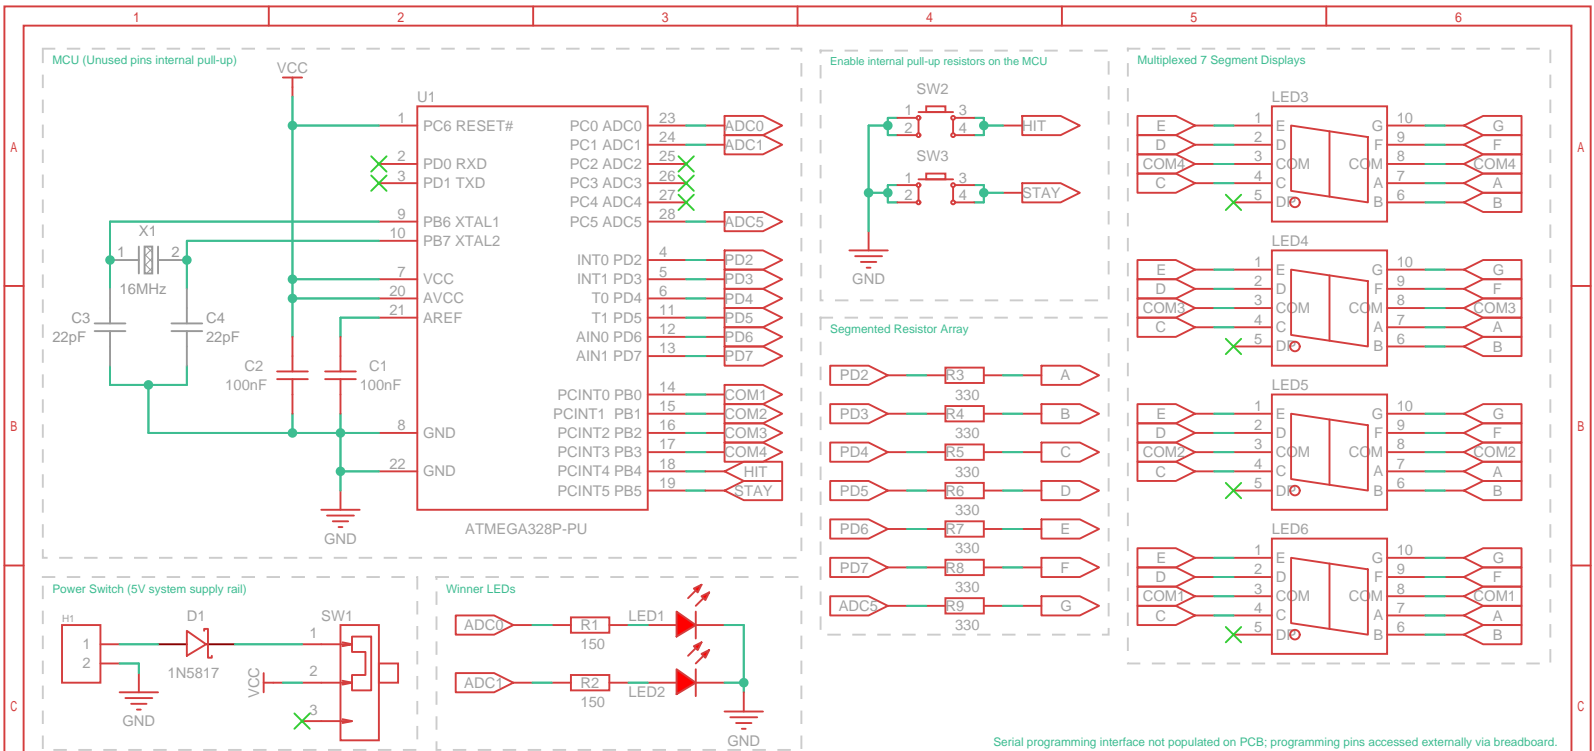 1 2 3 4 5 6
A
B
C
A
B
C
MCU (Unused pins internal pull-up)
VCC
U1
1 PC6 RESET#
2 PD0 RXD
3 PD1 TXD
9 PB6 XTAL1
10 PB7 XTAL2
7 VCC
20 AVCC
21 AREF
8 GND
22 GND
PC0 ADC0 23 ADC0
PC1 ADC1 24 ADC1
PC2 ADC2 25
PC3 ADC3 26
PC4 ADC4 27
PC5 ADC5 28 ADC5
INT0 PD2 4 PD2
INT1 PD3 5 PD3
T0 PD4 6 PD4
T1 PD5 11 PD5
AIN0 PD6 12 PD6
AIN1 PD7 13 PD7
PCINT0 PB0 14 COM1
PCINT1 PB1 15 COM2
PCINT2 PB2 16 COM3
PCINT3 PB3 17 COM4
PCINT4 PB4 18 HIT
PCINT5 PB5 19 STAY
ATMEGA328P-PU
X1
1 2
16MHz
C3
22pF
C4
22pF
C2
100nF
C1
100nF
GND
Enable internal pull-up resistors on the MCU
SW2
1 3
2 4
HIT
SW3
1 3
2 4
STAY
GND
Segmented Resistor Array
PD2 R3 A
330
PD3 R4 B
330
PD4 R5 C
330
PD5 R6 D
330
PD6 R7 E
330
PD7 R8 F
330
ADC5 R9 G
330
Multiplexed 7 Segment Displays
LED3
E 1 E G 10 G
D 2 D F 9 F
COM4 3 COM COM 8 COM4
C 4 C A 7 A
5 DP B 6 B
LED4
E 1 E G 10 G
D 2 D F 9 F
COM3 3 COM COM 8 COM3
C 4 C A 7 A
5 DP B 6 B
LED5
E 1 E G 10 G
D 2 D F 9 F
COM2 3 COM COM 8 COM2
C 4 C A 7 A
5 DP B 6 B
LED6
E 1 E G 10 G
D 2 D F 9 F
COM1 3 COM COM 8 COM1
C 4 C A 7 A
5 DP B 6 B
Power Switch (5V system supply rail)
H1
1
2
D1
1N5817
SW1
1
2
3
VCC
GND
Winner LEDs
ADC0 R1 LED1
150
ADC1 R2 LED2
150
GND
Serial programming interface not populated on PCB; programming pins accessed externally via breadboard.